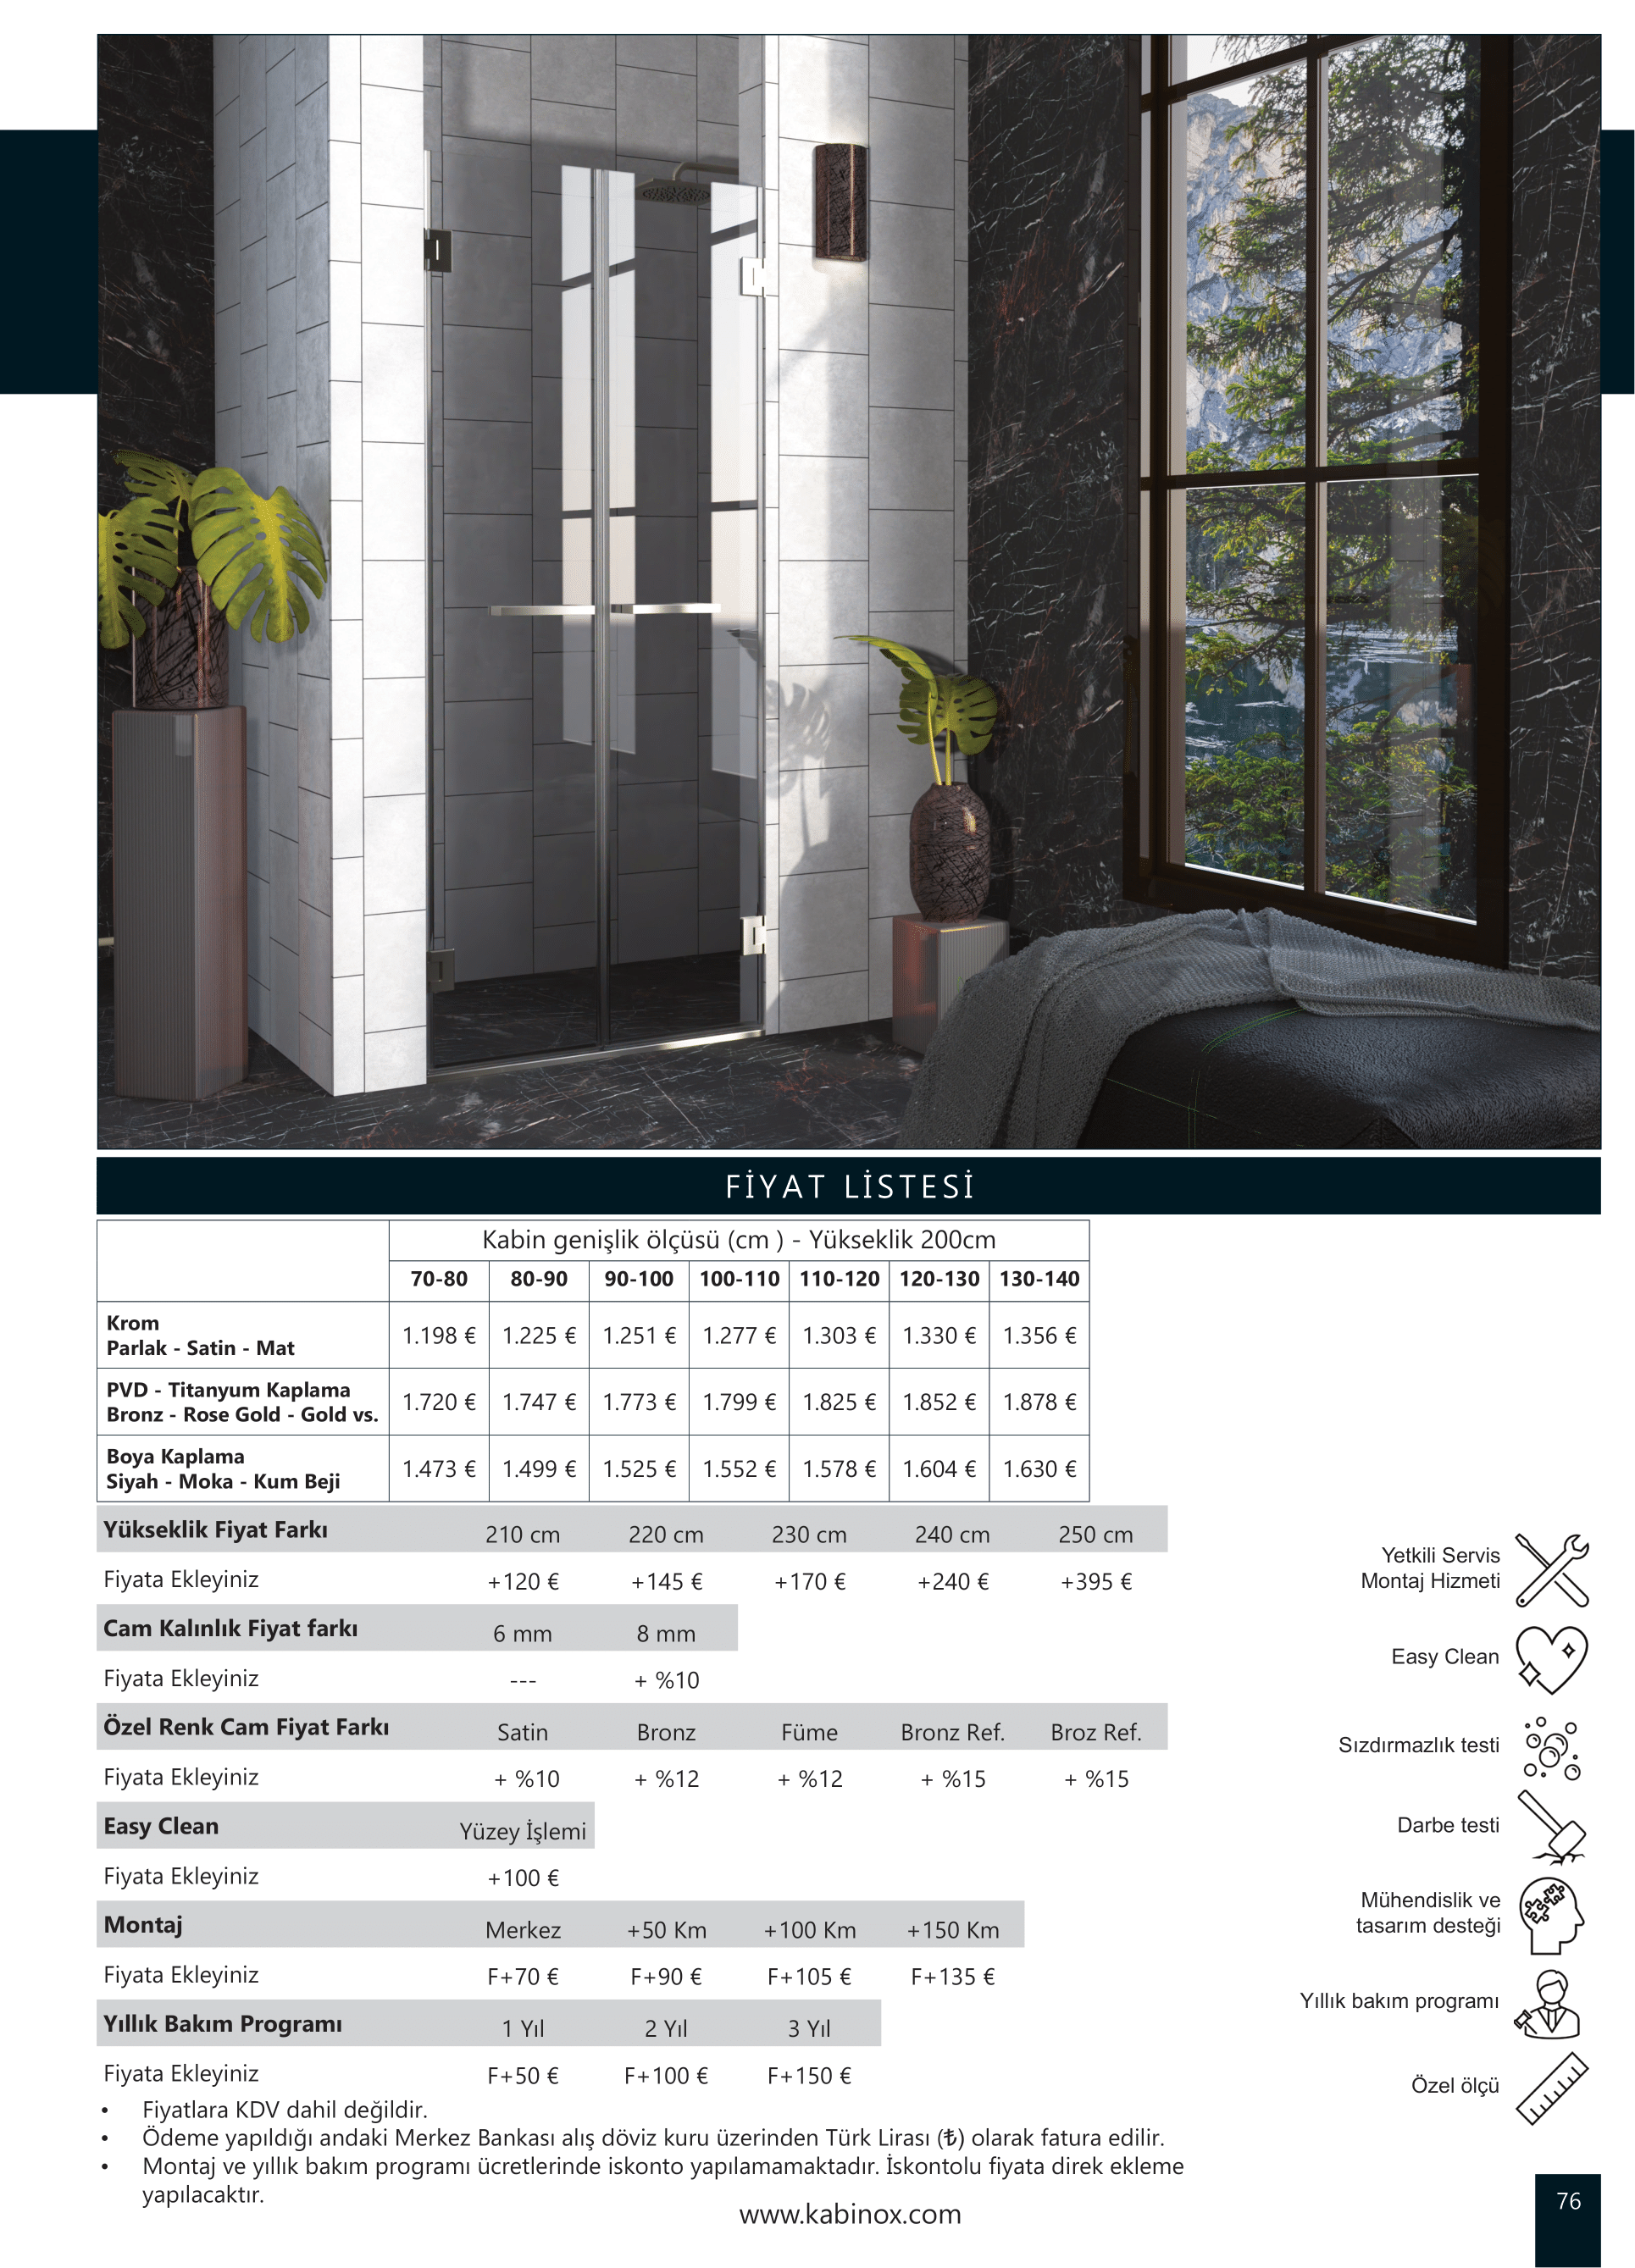 FİYAT LİSTESİ
Kabin genişlik ölçüsü (cm ) - Yükseklik 200cm
70-80 80-90 90-100 100-110 110-120 120-130 130-140
Krom
Parlak - Satin - Mat
1.198 € 1.225 € 1.251 € 1.277 € 1.303 € 1.330 € 1.356 €
PVD - Titanyum Kaplama
Bronz - Rose Gold - Gold vs.
1.720 € 1.747 € 1.773 € 1.799 € 1.825 € 1.852 € 1.878 €
Boya Kaplama
Siyah - Moka - Kum Beji
1.473 € 1.499 € 1.525 € 1.552 € 1.578 € 1.604 € 1.630 €
Yükseklik Fiyat Farkı 210 cm 220 cm 230 cm 240 cm 250 cm
Fiyata Ekleyiniz +120 € +145 € +170 € +240 € +395 €
Cam Kalınlık Fiyat farkı 6 mm 8 mm
Fiyata Ekleyiniz --- + %10
Özel Renk Cam Fiyat Farkı Satin Bronz Füme Bronz Ref. Broz Ref.
Fiyata Ekleyiniz + %10 + %12 + %12 + %15 + %15
Easy Clean Yüzey İşlemi
Fiyata Ekleyiniz +100 €
Montaj Merkez +50 Km +100 Km +150 Km
Fiyata Ekleyiniz F+70 € F+90 € F+105 € F+135 €
Yıllık Bakım Programı 1 Yıl 2 Yıl 3 Yıl
Fiyata Ekleyiniz F+50 € F+100 € F+150 €
• Fiyatlara KDV dahil değildir.
• Ödeme yapıldığı andaki Merkez Bankası alış döviz kuru üzerinden Türk Lirası (₺) olarak fatura edilir.
• Montaj ve yıllık bakım programı ücretlerinde iskonto yapılamamaktadır. İskontolu fiyata direk ekleme
yapılacaktır.
Yetkili Servis
Montaj Hizmeti
Easy Clean
Sızdırmazlık testi
Darbe testi
Mühendislik ve
tasarım desteği
Yıllık bakım programı
Özel ölçü
www.kabinox.com
76